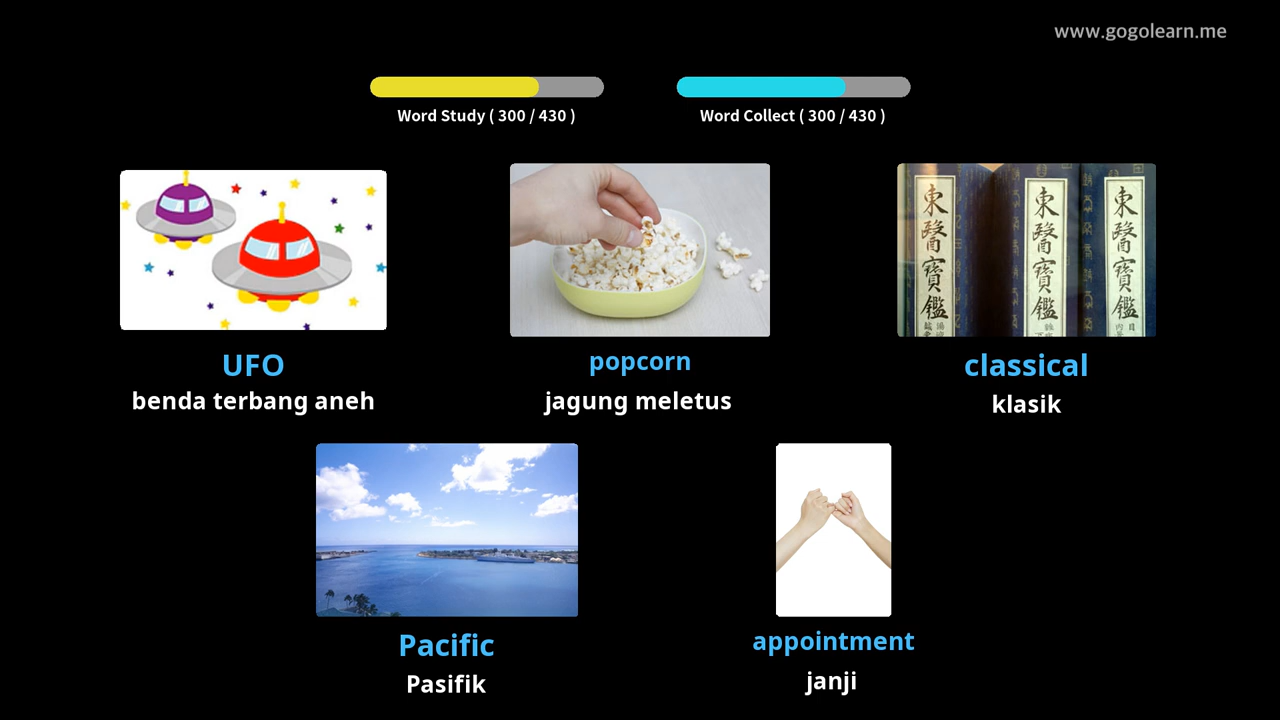 www.gogolearn.me
Word Study ( 300 / 430 )
Word Collect ( 300 / 430 )
東醫寶鑑
東醫寶鑑
東醫寶鑑
UFO
benda terbang aneh
popcorn
jagung meletus
classical
klasik
Pacific
Pasifik
appointment
janji